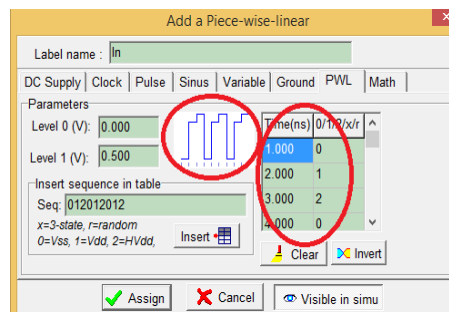 Add a Piece-wise-linear
x
Label name : In
DC Supply Clock Pulse Sinus Variable Ground PWL Math
Parameters
Level 0 (V): 0.000
Level 1 (V): 0.500
Time(ns) 0/1/2/x/r
1.000 0
2.000 1
3.000 2
4.000 0
Insert sequence in table
Seq: 012012012
x=3-state, r=random
0=Vss, 1=Vdd, 2=HVdd,
Insert
Clear Invert
Assign Cancel Visible in simu